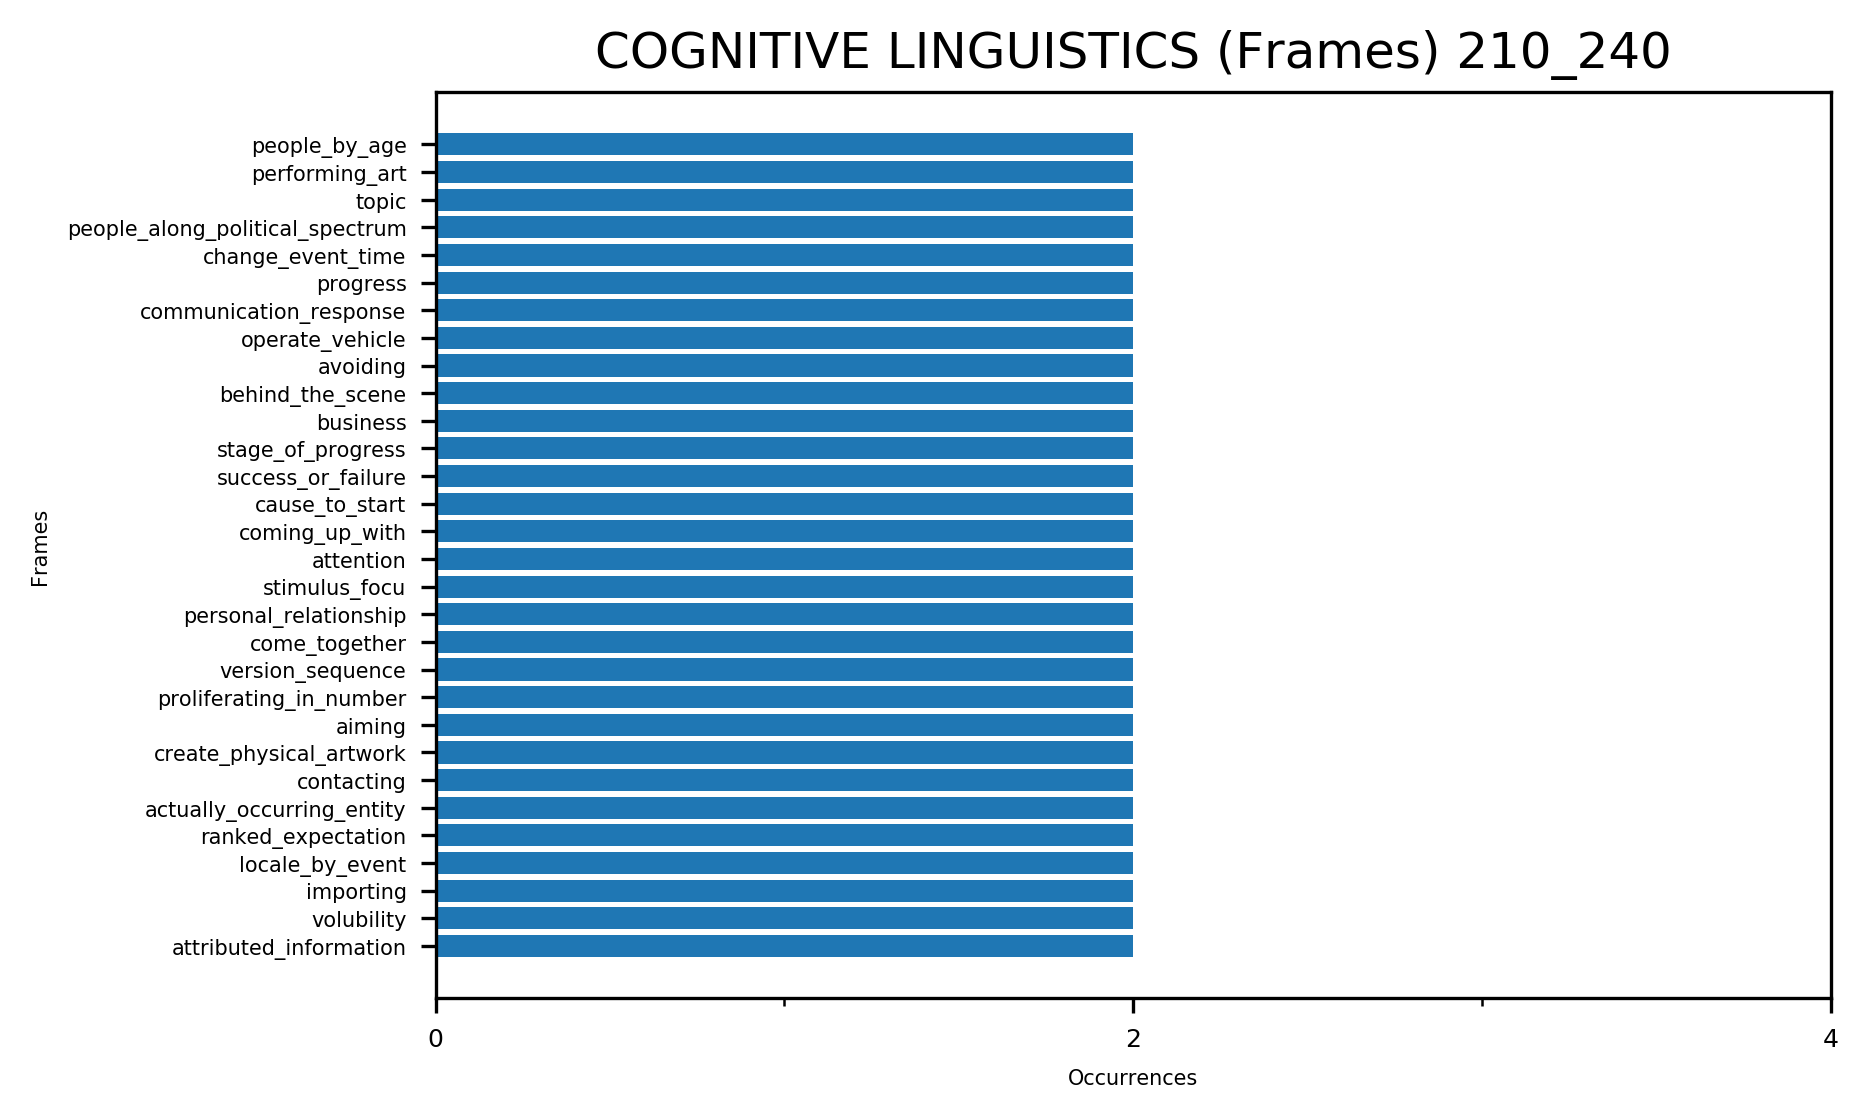 COGNITIVE LINGUISTICS (Frames) 210_240
people_by_age
performing_art
topic
people_along_political_spectrum
change_event_time
progress
communication_response
operate_vehicle
avoiding
behind_the_scene
business
stage_of_progress
success_or_failure
cause_to_start
coming_up_with
attention
stimulus_focu
personal_relationship
come_together
version_sequence
proliferating_in_number
aiming
create_physical_artwork
contacting
actually_occurring_entity
ranked_expectation
locale_by_event
importing
volubility
attributed_information
Frames
0 2 4
Occurrences